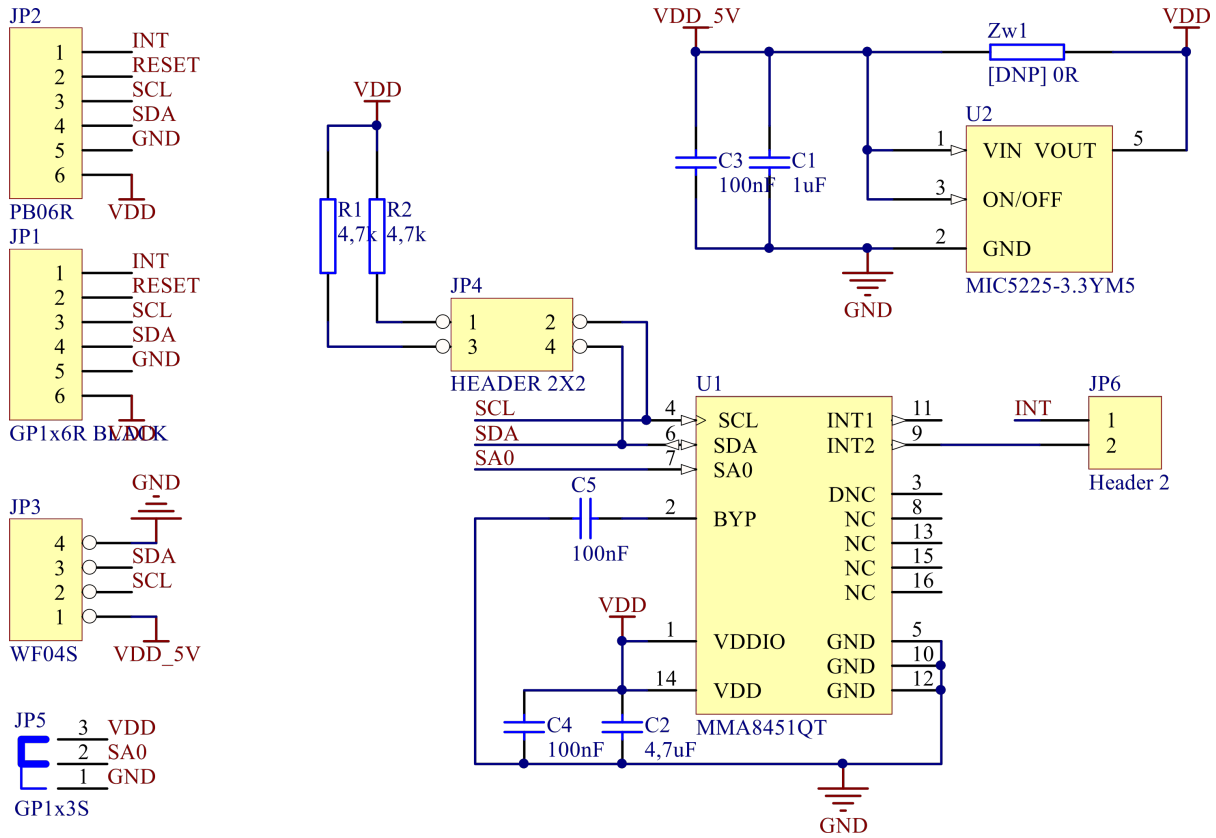 JP2
1 INT
2 RESET
3 SCL
4 SDA
5 GND
6
VDD
PB06R
JP1
1 INT
2 RESET
3 SCL
4 SDA
5 GND
6
VDD
GP1x6R BLACK
GND
JP3
4
3 SDA
2 SCL
1
WF04S
VDD_5V
JP5
3 VDD
2 SA0
1 GND
GP1x3S
VDD
R1
4,7k
R2
4,7k
JP4
1 2
3 4
HEADER 2X2
VDD_5V
VDD
Zw1
[DNP] 0R
C3
100nF
C1
1uF
U2
1 VIN VOUT 5
3 ON/OFF
2 GND
MIC5225-3.3YM5
GND
U1
SCL 4 SCL INT1 11
SDA 6 SDA INT2 9
SA0 7 SA0
DNC 3
2 BYP NC 8
NC 13
NC 15
NC 16
1 VDDIO GND 5
GND 10
14 VDD GND 12
MMA8451QT
C5
100nF
VDD
C4
100nF
C2
4,7uF
GND
JP6
INT 1
2
Header 2